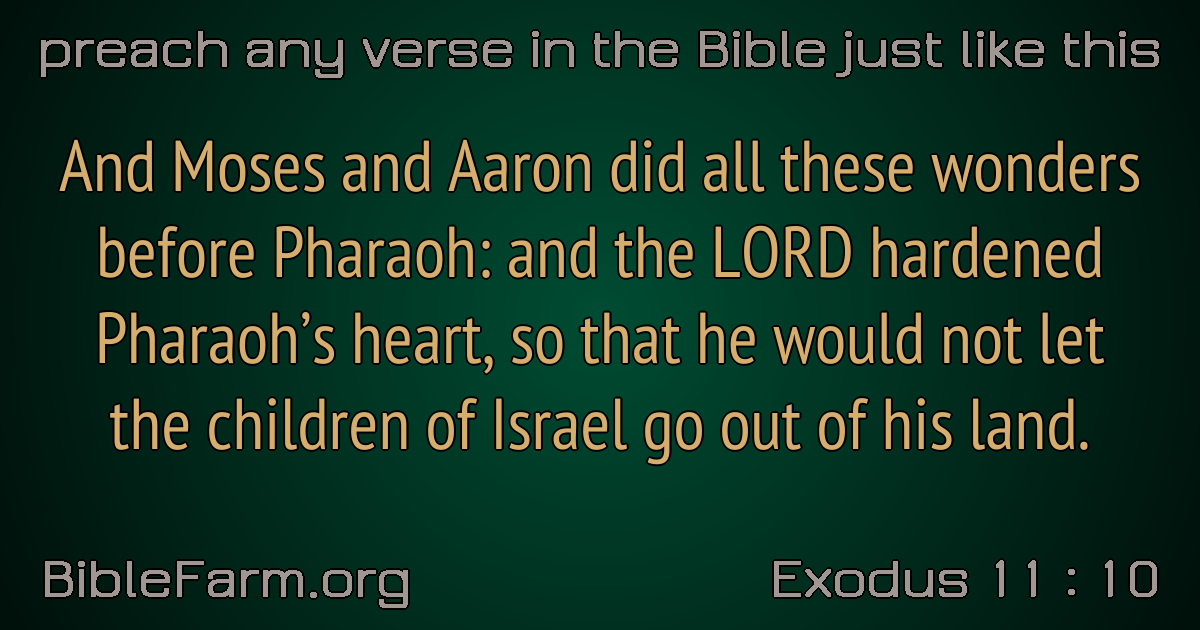 preach any verse in the Bible just like this
And Moses and Aaron did all these wonders
before Pharaoh: and the LORD hardened
Pharaoh’s heart, so that he would not let
the children of Israel go out of his land.
BibleFarm.org
Exodus 11 : 10